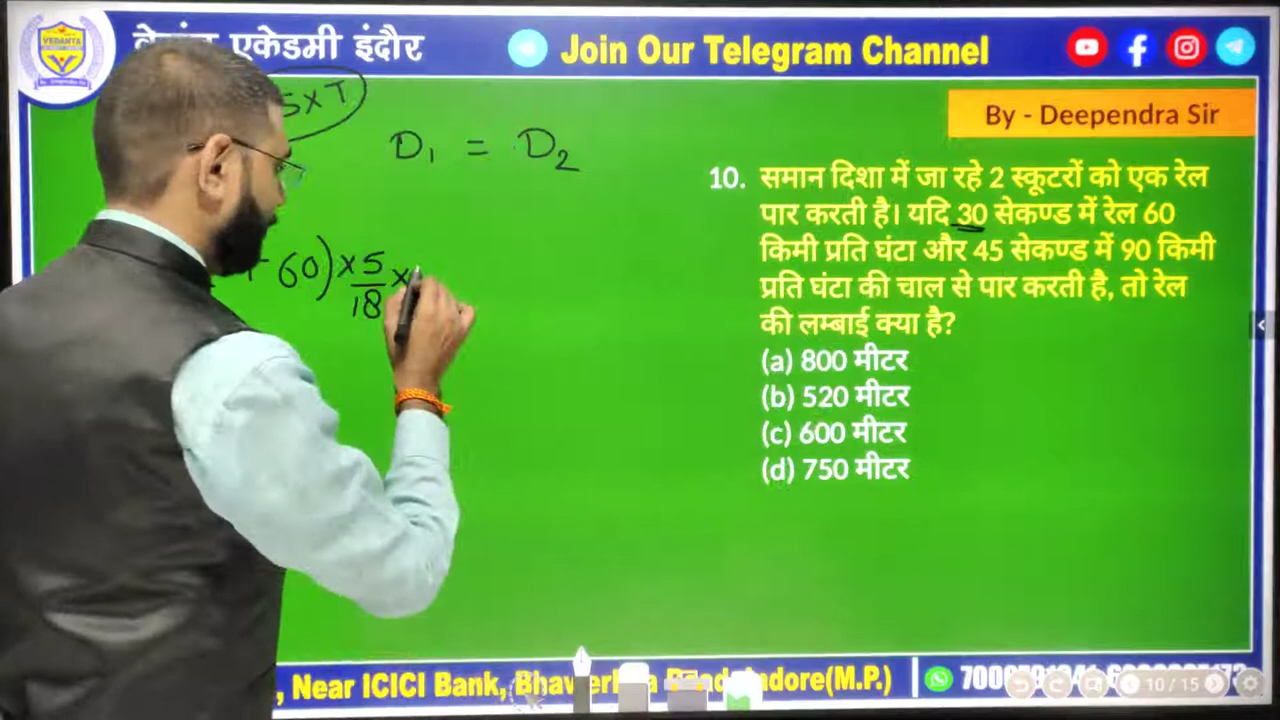 वेदांत एकेडमी इंदौर
Join Our Telegram Channel
VEDANTA
By - Deependra Sir
5×T
D₁ = D₂
60) × 5/18 ×
10. समान दिशा में जा रहे 2 स्कूटरों को एक रेल
पार करती है। यदि 30 सेकण्ड में रेल 60
किमी प्रति घंटा और 45 सेकण्ड में 90 किमी
प्रति घंटा की चाल से पार करती है, तो रेल
की लम्बाई क्या है?
(a) 800 मीटर
(b) 520 मीटर
(c) 600 मीटर
(d) 750 मीटर
, Near ICICI Bank,
ndore(M.P.)
10 / 15